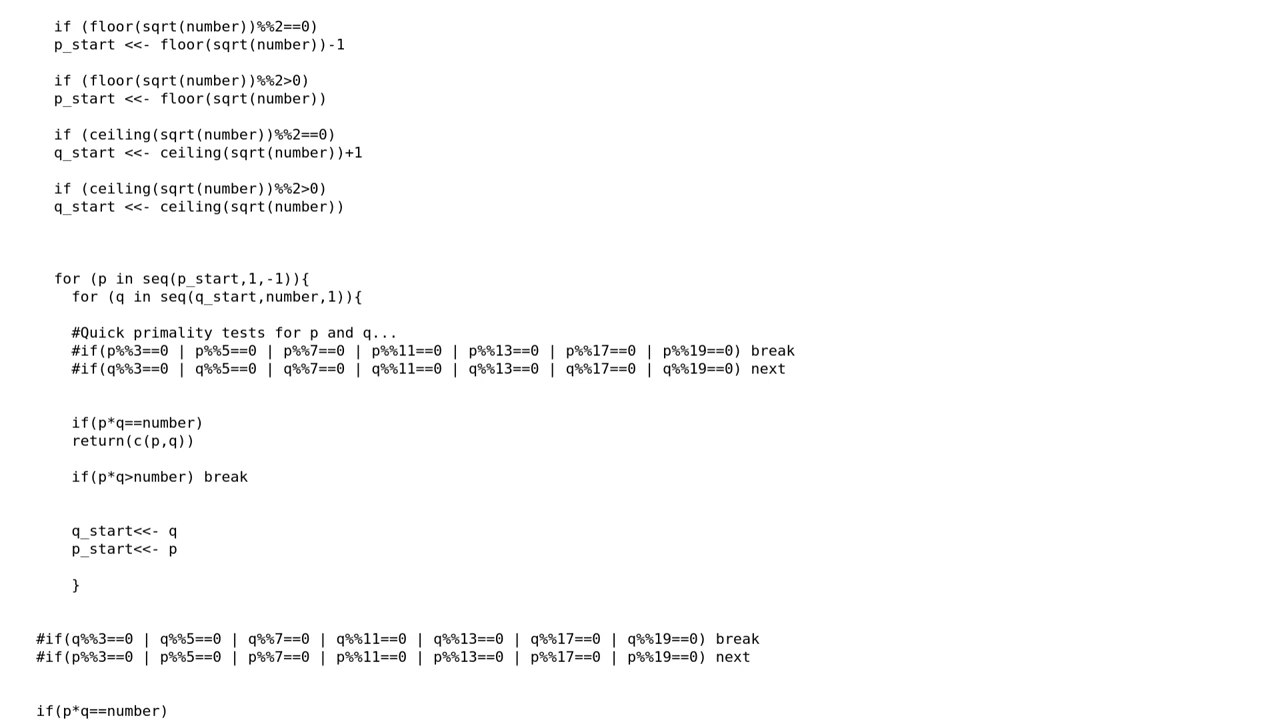 if (floor(sqrt(number))%%2==0)
p_start <<- floor(sqrt(number))-1
if (floor(sqrt(number))%%2>0)
p_start <<- floor(sqrt(number))
if (ceiling(sqrt(number))%%2==0)
q_start <<- ceiling(sqrt(number))+1
if (ceiling(sqrt(number))%%2>0)
q_start <<- ceiling(sqrt(number))
for (p in seq(p_start,1,-1)){
for (q in seq(q_start,number,1)){
#Quick primality tests for p and q...
#if(p%%3==0 | p%%5==0 | p%%7==0 | p%%11==0 | p%%13==0 | p%%17==0 | p%%19==0) break
#if(q%%3==0 | q%%5==0 | q%%7==0 | q%%11==0 | q%%13==0 | q%%17==0 | q%%19==0) next
if(p*q==number)
return(c(p,q))
if(p*q>number) break
q_start<<- q
p_start<<- p
}
#if(q%%3==0 | q%%5==0 | q%%7==0 | q%%11==0 | q%%13==0 | q%%17==0 | q%%19==0) break
#if(p%%3==0 | p%%5==0 | p%%7==0 | p%%11==0 | p%%13==0 | p%%17==0 | p%%19==0) next
if(p*q==number)